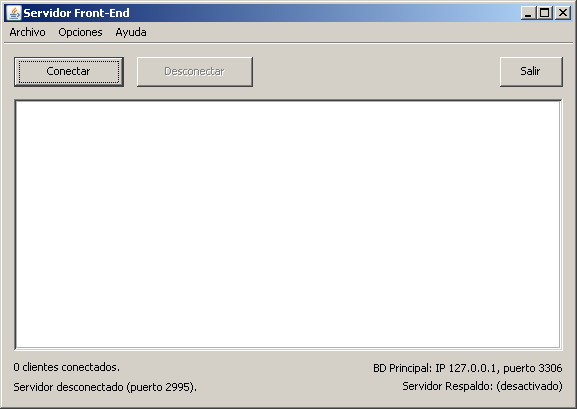 Servidor Front-End
Archivo Opciones Ayuda
Conectar Desconectar Salir
0 clientes conectados.
BD Principal: IP 127.0.0.1, puerto 3306
Servidor desconectado (puerto 2995).
Servidor Respaldo: (desactivado)